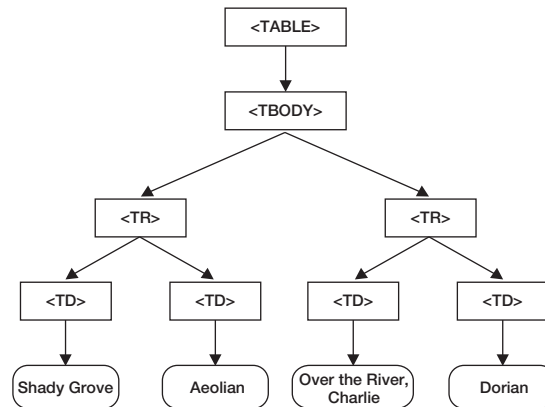 <TABLE>
<TBODY>
<TR>
<TR>
<TD>
<TD>
<TD>
<TD>
Shady Grove
Aeolian
Over the River,
Charlie
Dorian